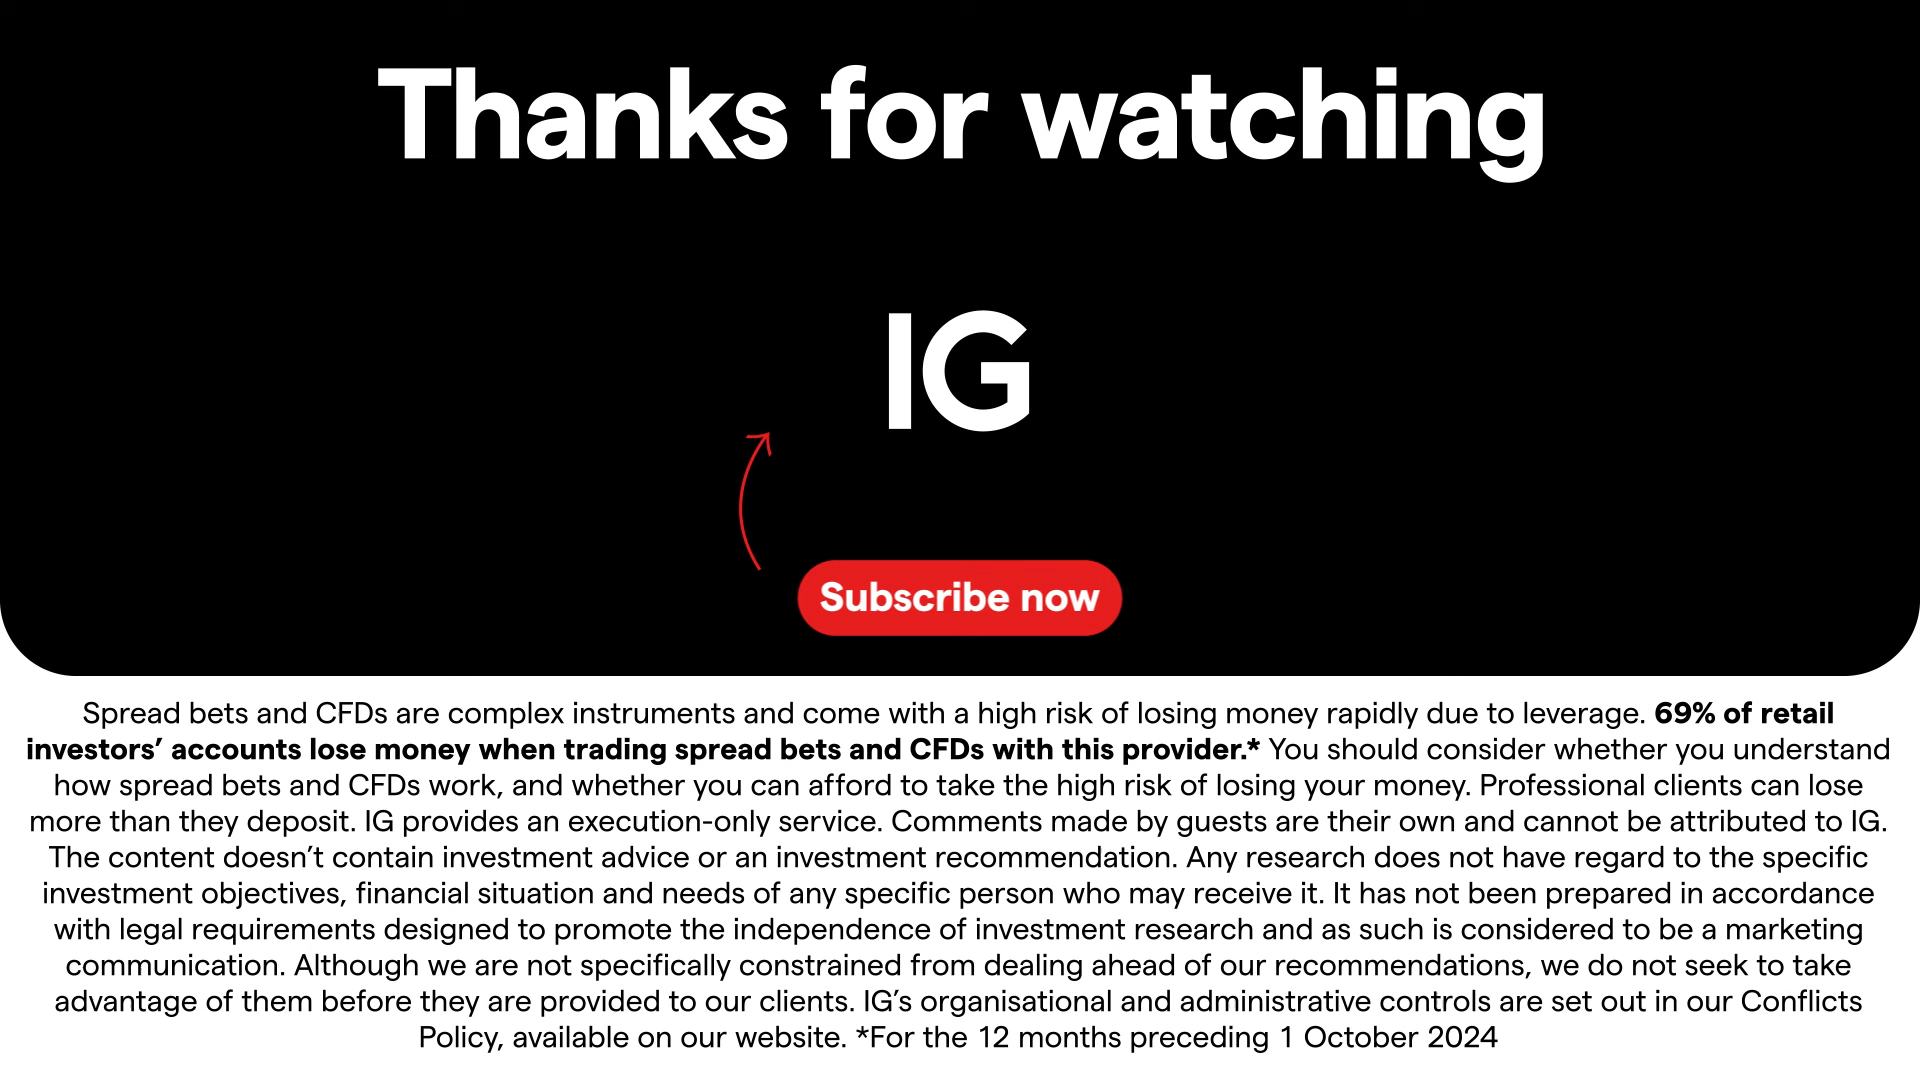 Thanks for watching
IG
Subscribe now
Spread bets and CFDs are complex instruments and come with a high risk of losing money rapidly due to leverage. 69% of retail
investors’ accounts lose money when trading spread bets and CFDs with this provider.* You should consider whether you understand
how spread bets and CFDs work, and whether you can afford to take the high risk of losing your money. Professional clients can lose
more than they deposit. IG provides an execution-only service. Comments made by guests are their own and cannot be attributed to IG.
The content doesn’t contain investment advice or an investment recommendation. Any research does not have regard to the specific
investment objectives, financial situation and needs of any specific person who may receive it. It has not been prepared in accordance
with legal requirements designed to promote the independence of investment research and as such is considered to be a marketing
communication. Although we are not specifically constrained from dealing ahead of our recommendations, we do not seek to take
advantage of them before they are provided to our clients. IG’s organisational and administrative controls are set out in our Conflicts
Policy, available on our website. *For the 12 months preceding 1 October 2024